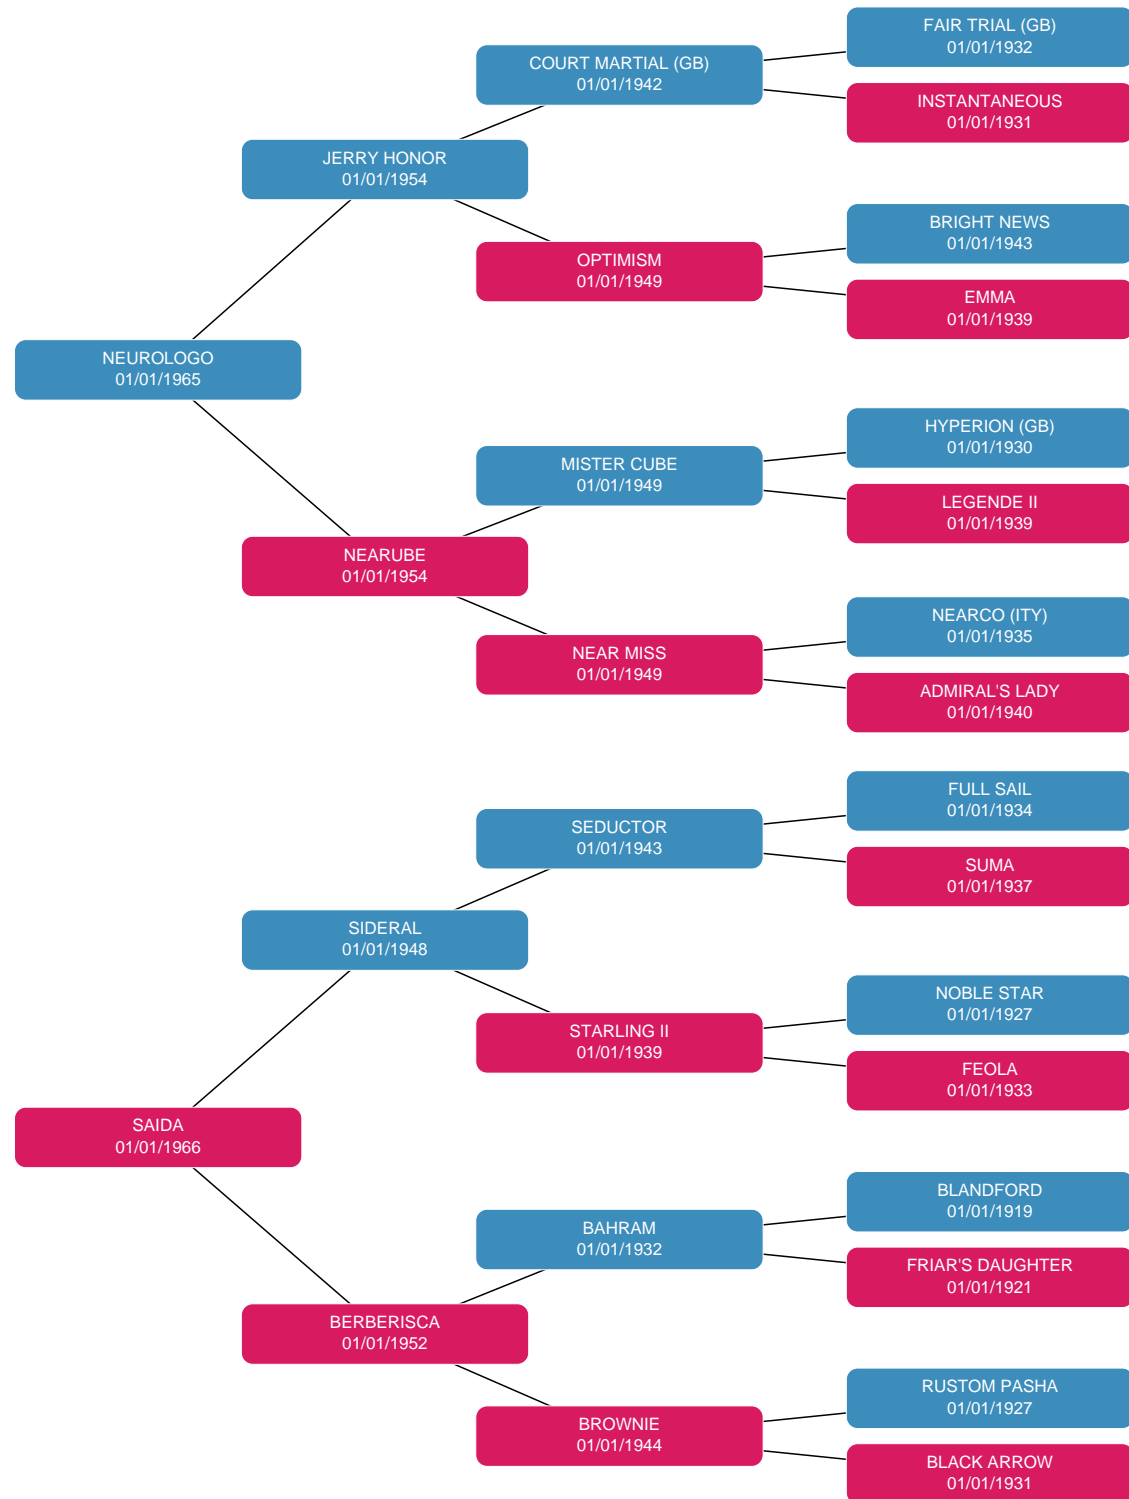 FAIR TRIAL (GB)
01/01/1932
COURT MARTIAL (GB)
01/01/1942
INSTANTANEOUS
01/01/1931
JERRY HONOR
01/01/1954
BRIGHT NEWS
01/01/1943
OPTIMISM
01/01/1949
EMMA
01/01/1939
NEUROLOGO
01/01/1965
HYPERION (GB)
01/01/1930
MISTER CUBE
01/01/1949
LEGENDE II
01/01/1939
NEARUBE
01/01/1954
NEARCO (ITY)
01/01/1935
NEAR MISS
01/01/1949
ADMIRAL'S LADY
01/01/1940
FULL SAIL
01/01/1934
SEDUCTOR
01/01/1943
SUMA
01/01/1937
SIDERAL
01/01/1948
NOBLE STAR
01/01/1927
STARLING II
01/01/1939
FEOLA
01/01/1933
SAIDA
01/01/1966
BLANDFORD
01/01/1919
BAHRAM
01/01/1932
FRIAR'S DAUGHTER
01/01/1921
BERBERISCA
01/01/1952
RUSTOM PASHA
01/01/1927
BROWNIE
01/01/1944
BLACK ARROW
01/01/1931